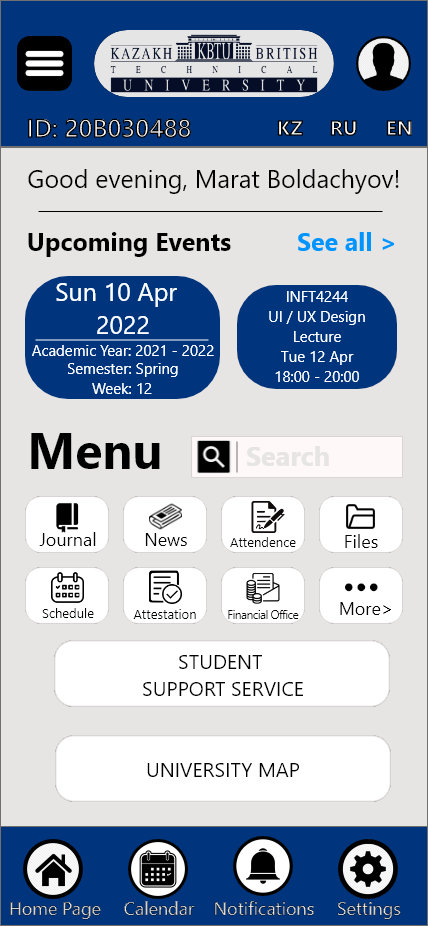 KAZAKH KBTU BRITISH
TECHNICAL
UNIVERSITY
ID: 20B030488
KZ RU EN
Good evening, Marat Boldachyov!
Upcoming Events
See all >
Sun 10 Apr
2022
Academic Year: 2021 - 2022
Semester: Spring
Week: 12
INFT4244
UI / UX Design
Lecture
Tue 12 Apr
18:00 - 20:00
Menu
Search
Journal
News
Attendence
Files
Schedule
Attestation
Financial Office
More>
STUDENT
SUPPORT SERVICE
UNIVERSITY MAP
Home Page
Calendar
Notifications
Settings